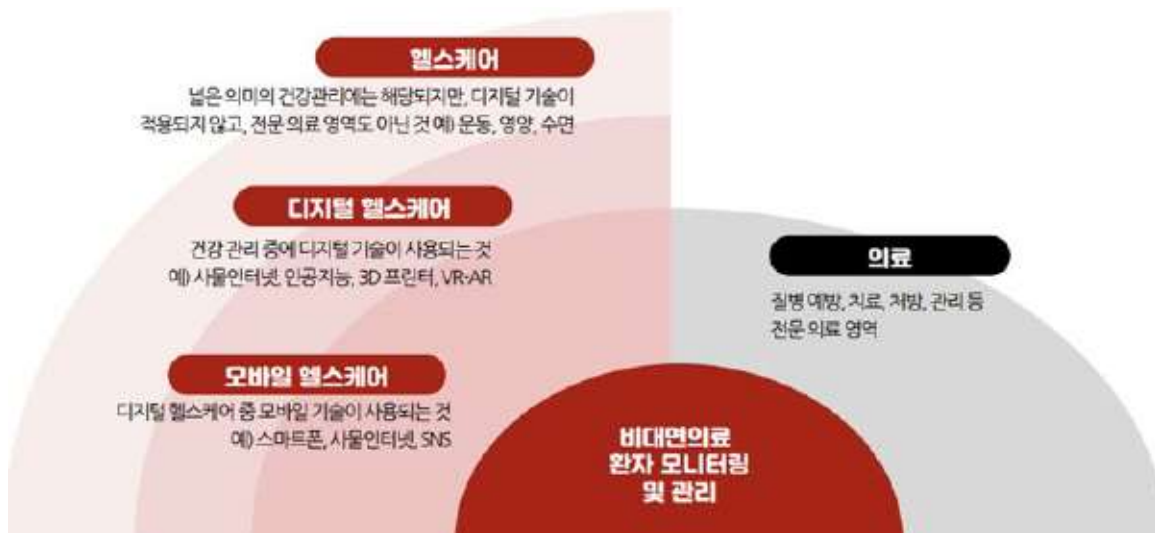 헬스케어
넓은 의미의 건강관리에는 해당되지만, 디지털 기술이
적용되지 않고, 전문 의료 영역도 아닌 것 예) 운동, 영양, 수면
디지털 헬스케어
건강 관리 중에 디지털 기술이 사용되는 것
예) 사물인터넷, 인공지능, 3D 프린터, VR-AR
의료
질병 예방, 치료, 처방, 관리 등
전문 의료 영역
모바일 헬스케어
디지털 헬스케어 중 모바일 기술이 사용되는 것
예) 스마트폰, 사물인터넷, SNS
비대면의료
환자 모니터링
및 관리